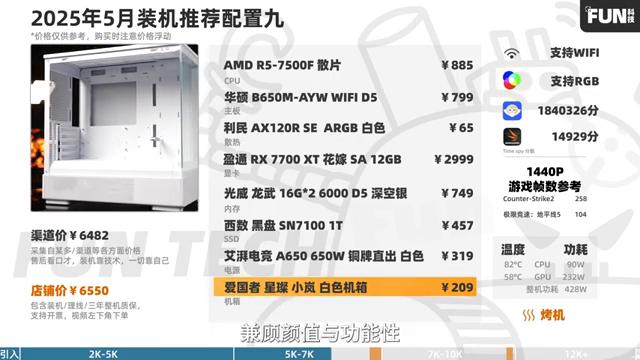 2025年5月装机推荐配置九
*价格仅供参考，购买时注意价格浮动
FUN科技
AMD R5-7500F 散片 ￥885
CPU
华硕 B650M-AYW WIFI D5 ￥799
主板
利民 AX120R SE ARGB 白色 ￥65
散热
盈通 RX 7700 XT 花嫁 SA 12GB ￥2999
显卡
光威 龙武 16G*2 6000 D5 深空银 ￥749
内存
西数 黑盘 SN7100 1T ￥457
SSD
艾湃电竞 A650 650W 铜牌直出 白色 ￥319
电源
爱国者 星璨 小岚 白色机箱 ￥209
机箱
渠道价￥6482
采集自某多/渠道等各方面价格
售后看口才，装机靠技术，一切靠自己
店铺价￥6550
包含装机/理线/三年整机质保，
支持开票，视频左下角下单
支持WIFI
支持RGB
1840326分
14929分
Time spy 分数
1440P
游戏帧数参考
Counter-Strike2 258
极限竞速：地平线5 104
温度 功耗
82°C CPU 90W
58°C GPU 232W
整机功耗 428W
烤机
FUN TECH
兼顾颜值与功能性
引入 2K-5K 5K-7K 7K-10K 12K+